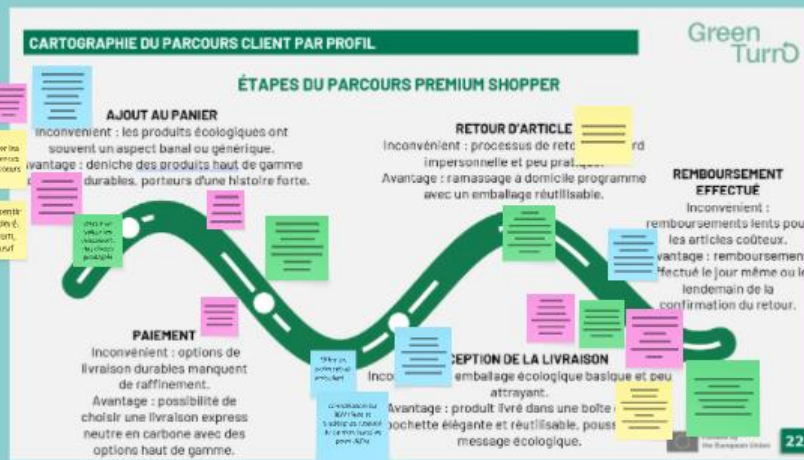 CARTOGRAPHIE DU PARCOURS CLIENT PAR PROFIL
Green
Turn
ÉTAPES DU PARCOURS PREMIUM SHOPPER
AJOUT AU PANIER
Inconvénient : les produits écologiques ont
souvent un aspect banal ou générique.
avantage : déniche des produits haut de gamme
durables, porteurs d'une histoire forte.
RETOUR D'ARTICLE
Inconvénient : processus de
impersonnelle et peu
Avantage : ramassage à domicile programmé
avec un emballage réutilisable.
REMBOURSEMENT
EFFECTUÉ
Inconvénient :
remboursements lents pour
les articles coûteux.
vantage : remboursement
effectué le jour même ou le
lendemain de la
confirmation du retour.
PAIEMENT
Inconvénient : options de
livraison durables manquent
de raffinement.
Avantage : possibilité de
choisir une livraison express
neutre en carbone avec des
options haut de gamme.
CEPTION DE LA LIVRAISON
Inco emballage écologique basique et peu
attrayant.
Avantage : produit livré dans une boîte
pochette élégante et réutilisable,
message écologique.
the European Union
22